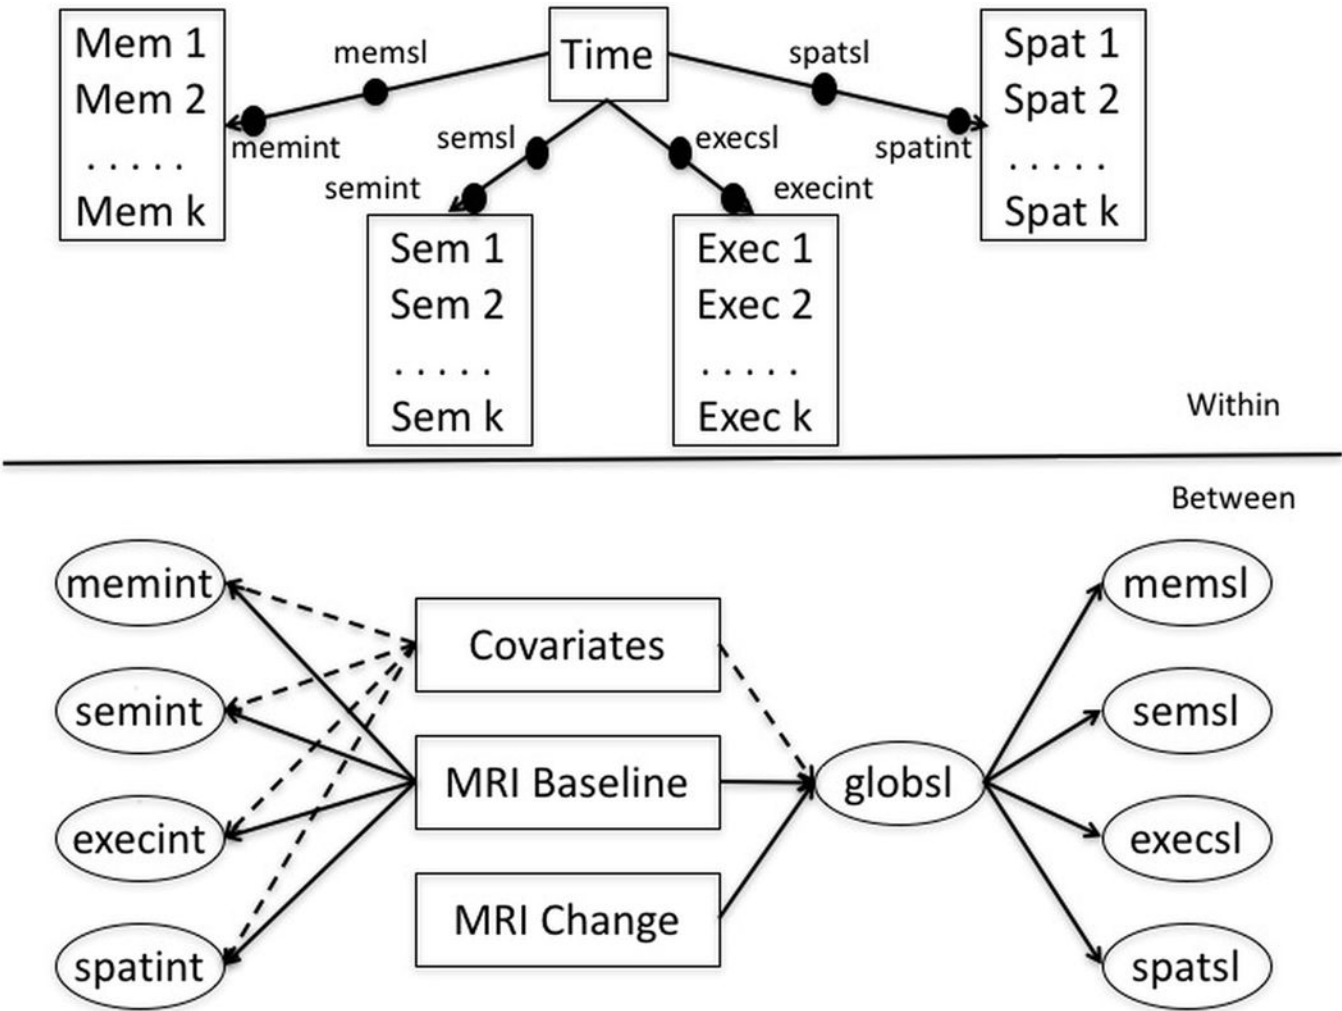 Mem 1
Mem 2
. . . . .
Mem k
memsl
memint
Time
spatsl
spatint
Spat 1
Spat 2
. . . . .
Spat k
semsl
semint
execsl
execint
Sem 1
Sem 2
. . . . .
Sem k
Exec 1
Exec 2
. . . . .
Exec k
Within
Between
memint
semint
execint
spatint
Covariates
MRI Baseline
MRI Change
globsl
memsl
semsl
execsl
spatsl